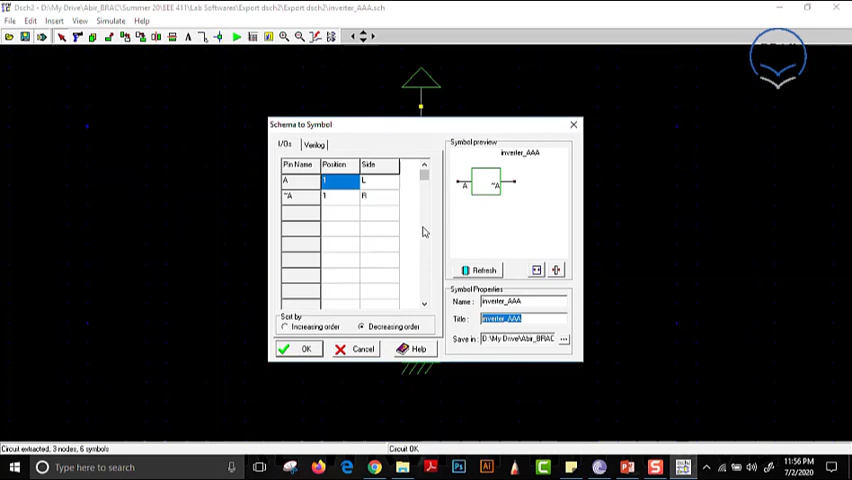 Dsch2 - D:\My Drive\Abir_BRAC\Summer 20\EEE 411\Lab Softwares\Export dsch2\Export dsch2\inverter_AAA.sch
File Edit Insert View Simulate Help
Schema to Symbol
I/Os Verilog
Pin Name Position Side
A 1 L
~A 1 R
Symbol preview
inverter_AAA
A ~A
Refresh
Symbol Properties
Name : inverter_AAA
Title : inverter_AAA
Save in : D:\My Drive\Abir_BRAC ...
Sort by
Increasing order Decreasing order
OK Cancel Help
Circuit extracted, 3 nodes, 6 symbols Circuit OK
Type here to search
11:56 PM
7/2/2020